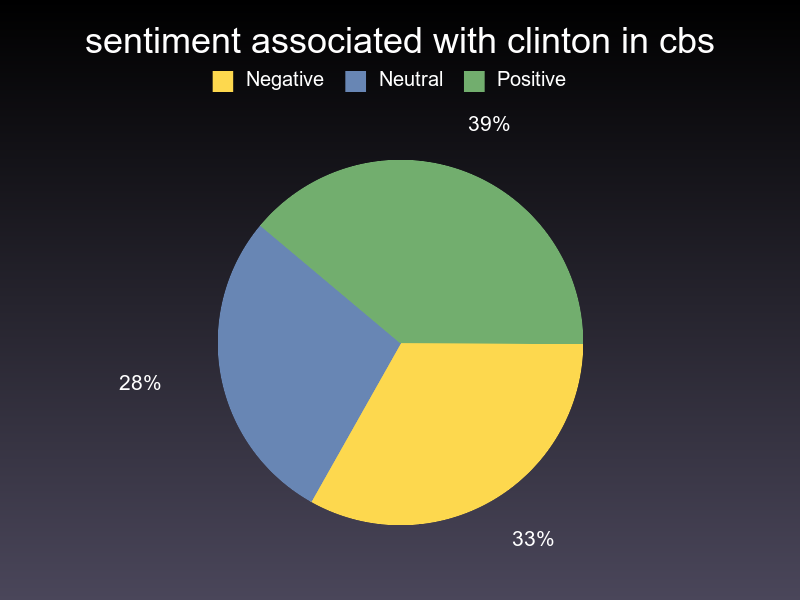 sentiment associated with clinton in cbs
Negative Neutral Positive
39%
28%
33%